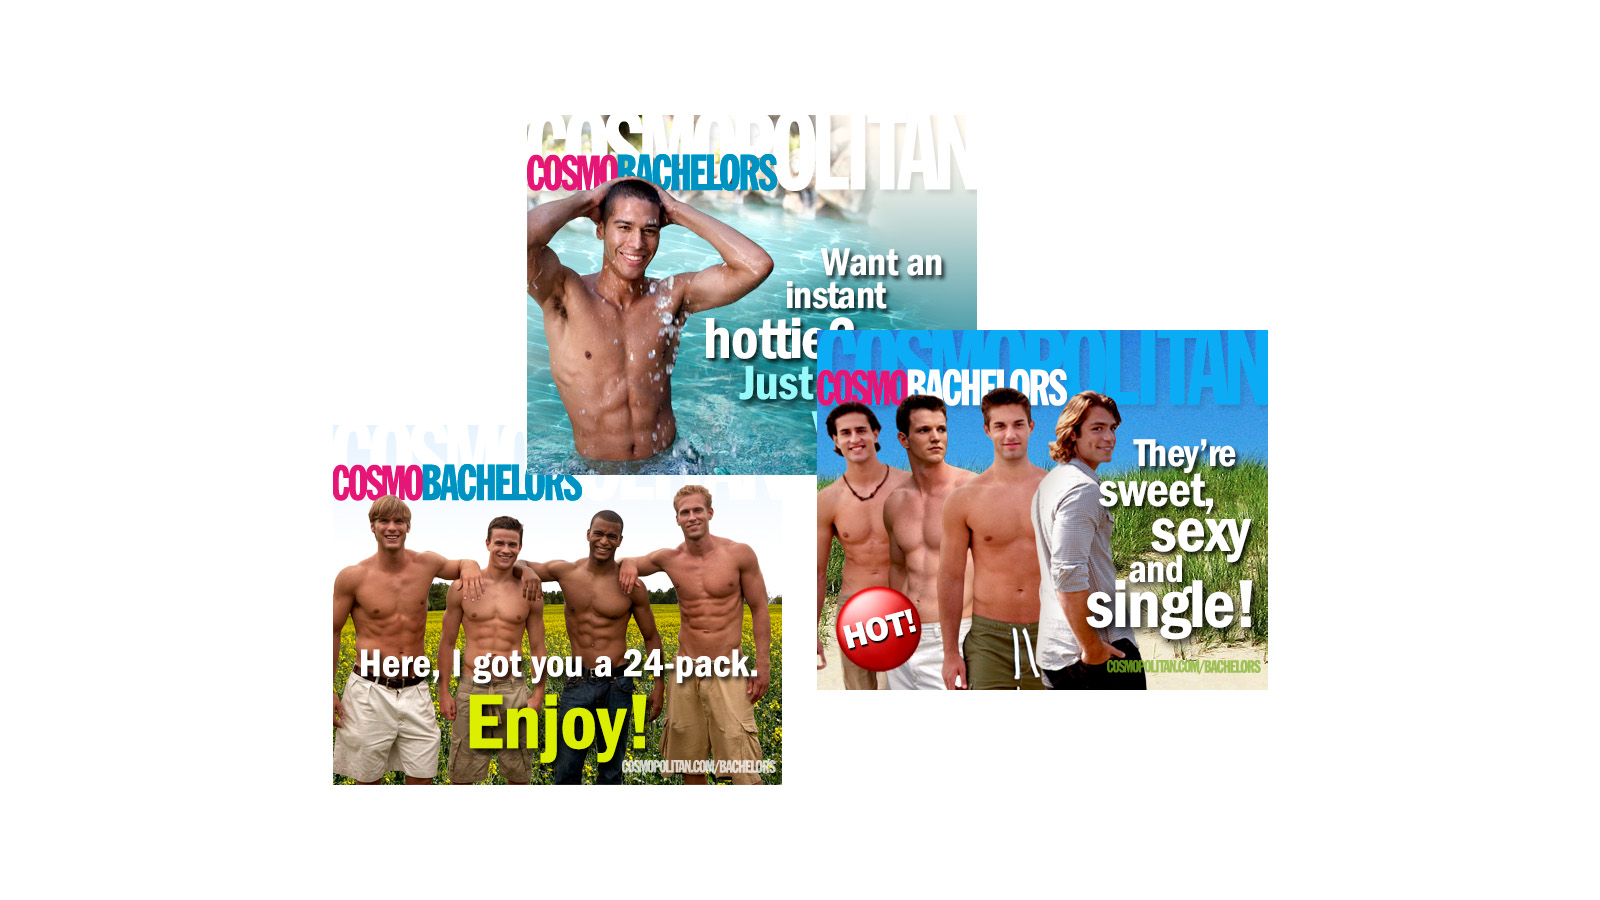 COSMOPOLITAN
COSMOBACHELORS
Want an
instant
hottie?
Just
COSMOPOLITAN
COSMOBACHELORS
They're
sweet,
sexy
and
single!
HOT!
COSMOPOLITAN.COM/BACHELORS
COSMOPOLITAN
COSMOBACHELORS
Here, I got you a 24-pack.
Enjoy!
COSMOPOLITAN.COM/BACHELORS